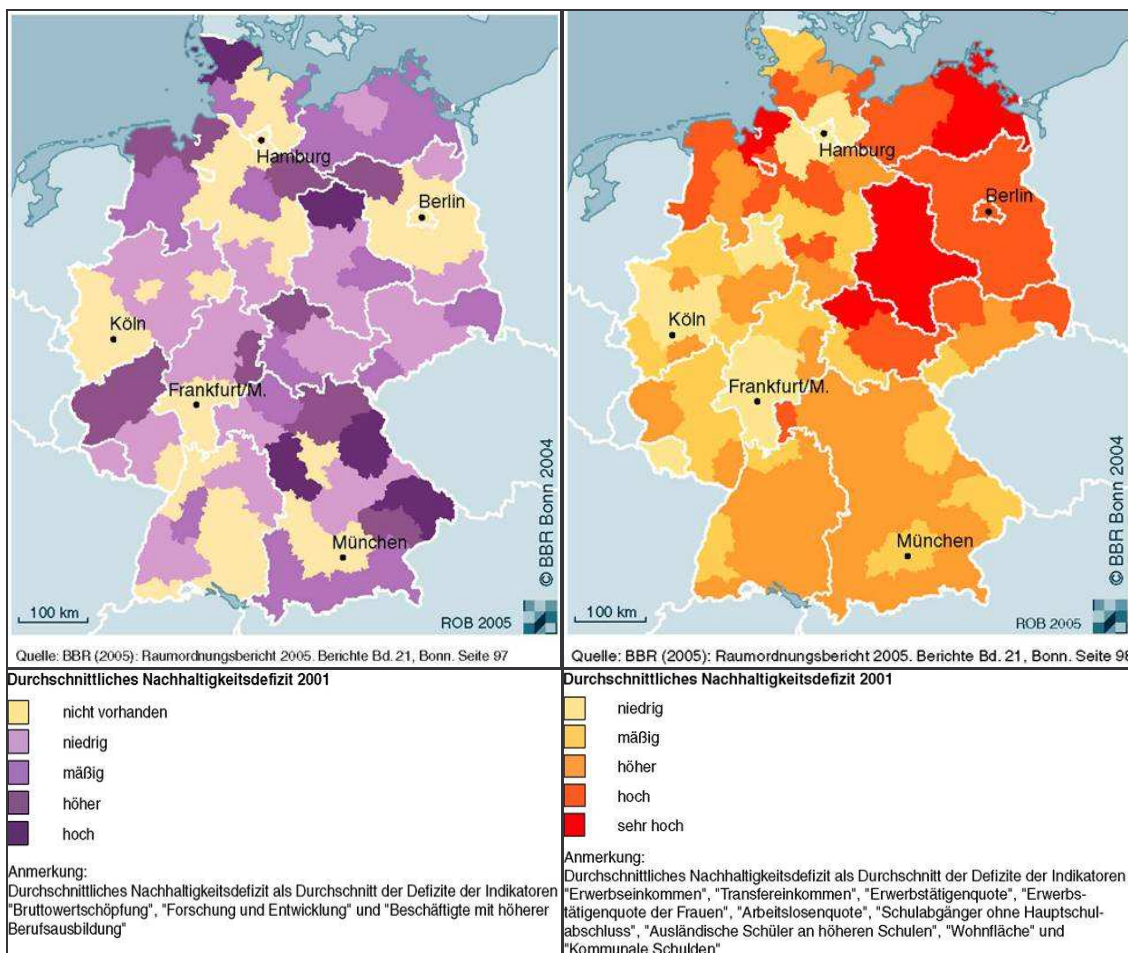 Hamburg
Berlin
Köln
Frankfurt/M.
München
100 km
ROB 2005
© BBR Bonn 2004
Quelle: BBR (2005): Raumordnungsbericht 2005. Berichte Bd. 21, Bonn. Seite 97
Durchschnittliches Nachhaltigkeitsdefizit 2001
nicht vorhanden
niedrig
mäßig
höher
hoch
Anmerkung:
Durchschnittliches Nachhaltigkeitsdefizit als Durchschnitt der Defizite der Indikatoren
"Bruttowertschöpfung", "Forschung und Entwicklung" und "Beschäftigte mit höherer
Berufsausbildung"
Hamburg
Berlin
Köln
Frankfurt/M.
München
100 km
ROB 2005
© BBR Bonn 2004
Quelle: BBR (2005): Raumordnungsbericht 2005. Berichte Bd. 21, Bonn. Seite 98
Durchschnittliches Nachhaltigkeitsdefizit 2001
niedrig
mäßig
höher
hoch
sehr hoch
Anmerkung:
Durchschnittliches Nachhaltigkeitsdefizit als Durchschnitt der Defizite der Indikatoren
"Erwerbseinkommen", "Transfereinkommen", "Erwerbstätigenquote", "Erwerbs-
tätigenquote der Frauen", "Arbeitslosenquote", "Schulabgänger ohne Hauptschul-
abschluss", "Ausländische Schüler an höheren Schulen", "Wohnfläche" und
"Kommunale Schulden"